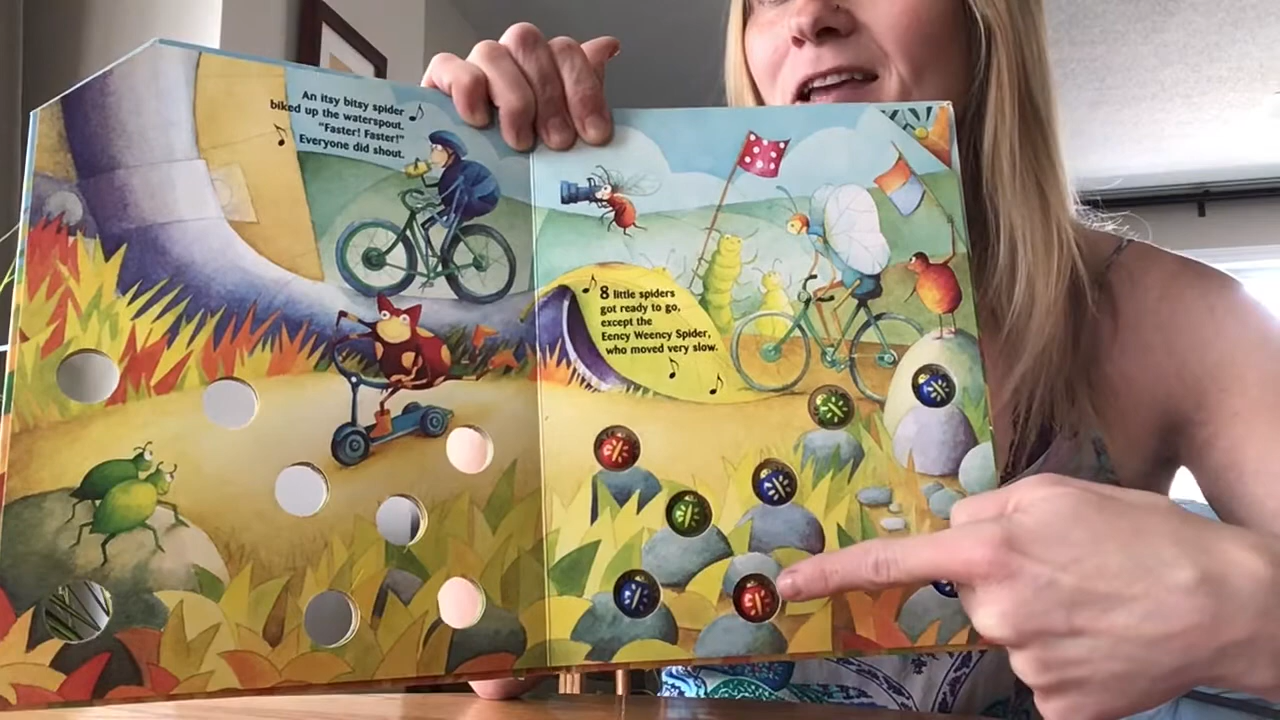 An itsy bitsy spider
biked up the waterspout.
"Faster! Faster!"
Everyone did shout.
8 little spiders
got ready to go,
except the
Eency Weency Spider,
who moved very slow.